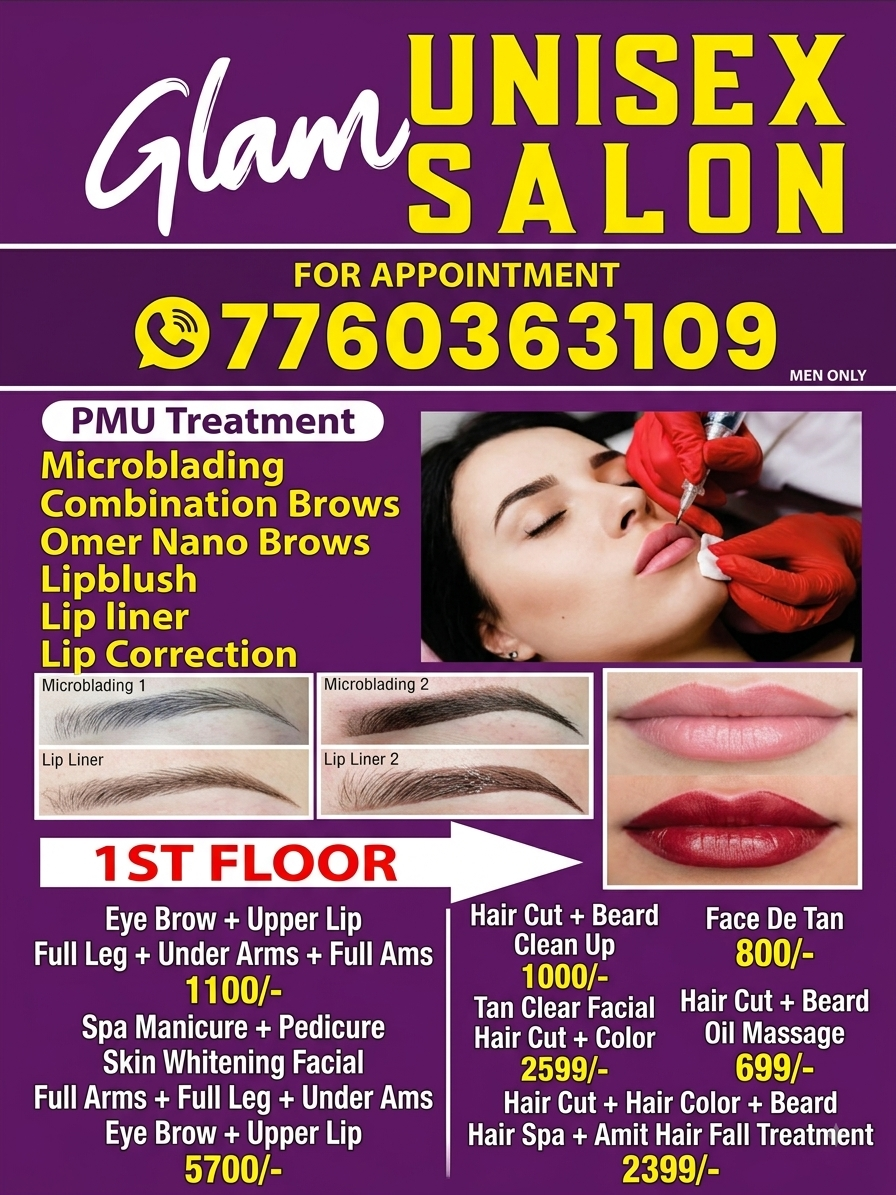 Glam UNISEX
SALON
FOR APPOINTMENT
7760363109
MEN ONLY
PMU Treatment
Microblading
Combination Brows
Omer Nano Brows
Lipblush
Lip liner
Lip Correction
Microblading 1
Microblading 2
Lip Liner
Lip Liner 2
1ST FLOOR
Eye Brow + Upper Lip
Full Leg + Under Arms + Full Ams
1100/-
Spa Manicure + Pedicure
Skin Whitening Facial
Full Arms + Full Leg + Under Ams
Eye Brow + Upper Lip
5700/-
Hair Cut + Beard
Clean Up
1000/-
Face De Tan
800/-
Tan Clear Facial
Hair Cut + Color
2599/-
Hair Cut + Beard
Oil Massage
699/-
Hair Cut + Hair Color + Beard
Hair Spa + Amit Hair Fall Treatment
2399/-